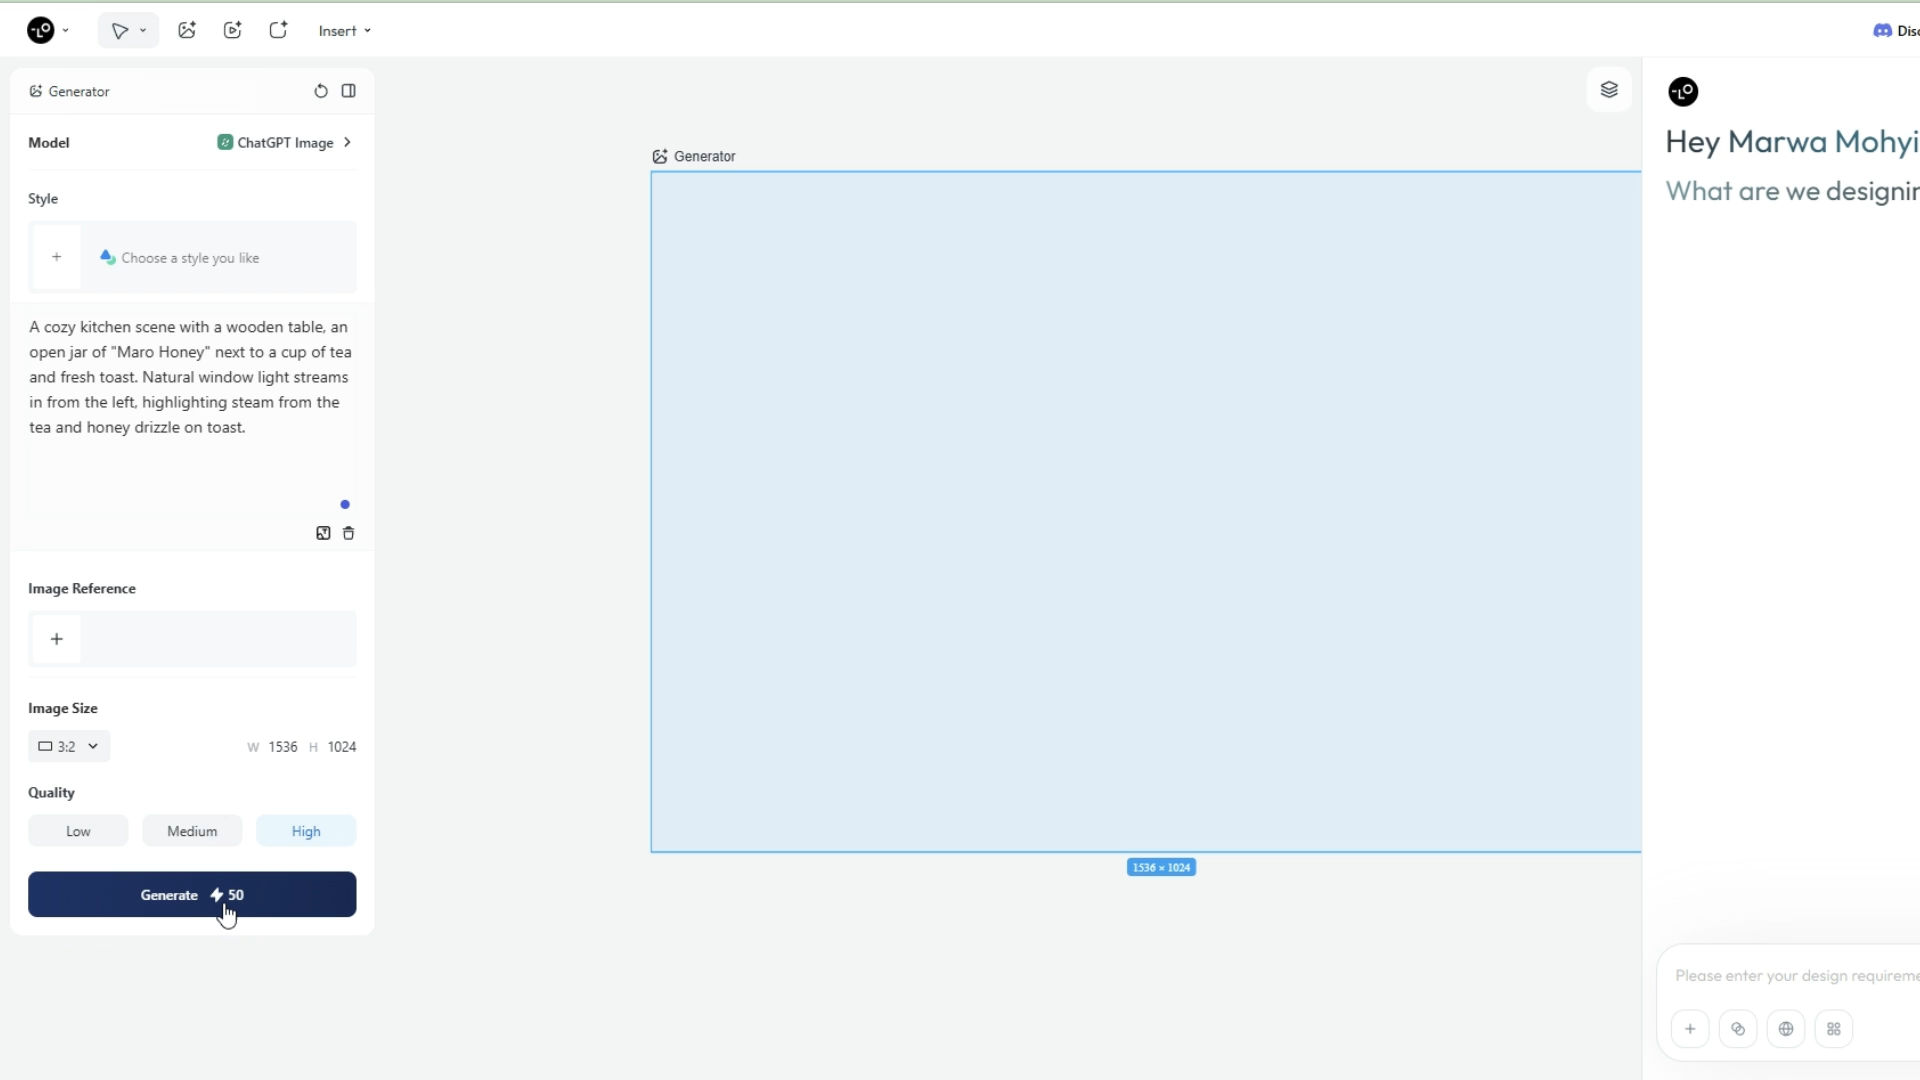 Insert
Disc
Generator
Model
ChatGPT Image
Style
Choose a style you like
A cozy kitchen scene with a wooden table, an
open jar of "Maro Honey" next to a cup of tea
and fresh toast. Natural window light streams
in from the left, highlighting steam from the
tea and honey drizzle on toast.
Image Reference
Image Size
3:2
W 1536 H 1024
Quality
Low Medium High
Generate 50
Generator
1536 × 1024
Hey Marwa Mohyi
What are we designin
Please enter your design requireme